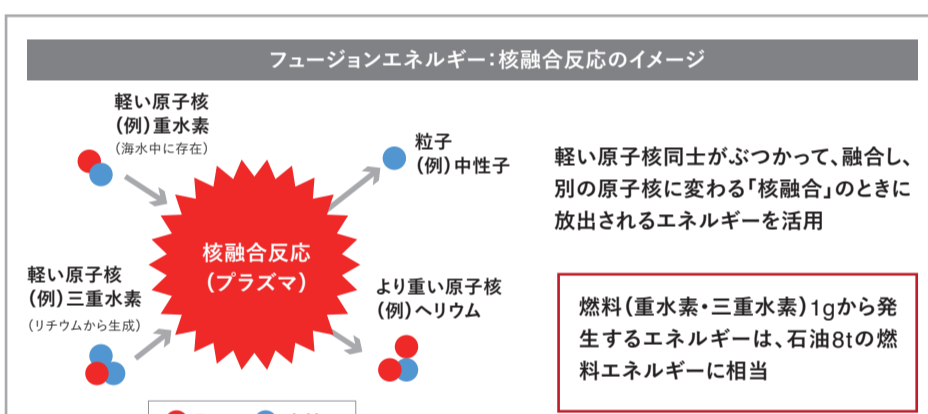 フュージョンエネルギー：核融合反応のイメージ
軽い原子核
（例）重水素
（海水中に存在）
粒子
（例）中性子
核融合反応
（プラズマ）
軽い原子核
（例）三重水素
（リチウムから生成）
より重い原子核
（例）ヘリウム
軽い原子核同士がぶつかって、融合し、
別の原子核に変わる「核融合」のときに
放出されるエネルギーを活用
燃料（重水素・三重水素）1gから発
生するエネルギーは、石油8tの燃
料エネルギーに相当